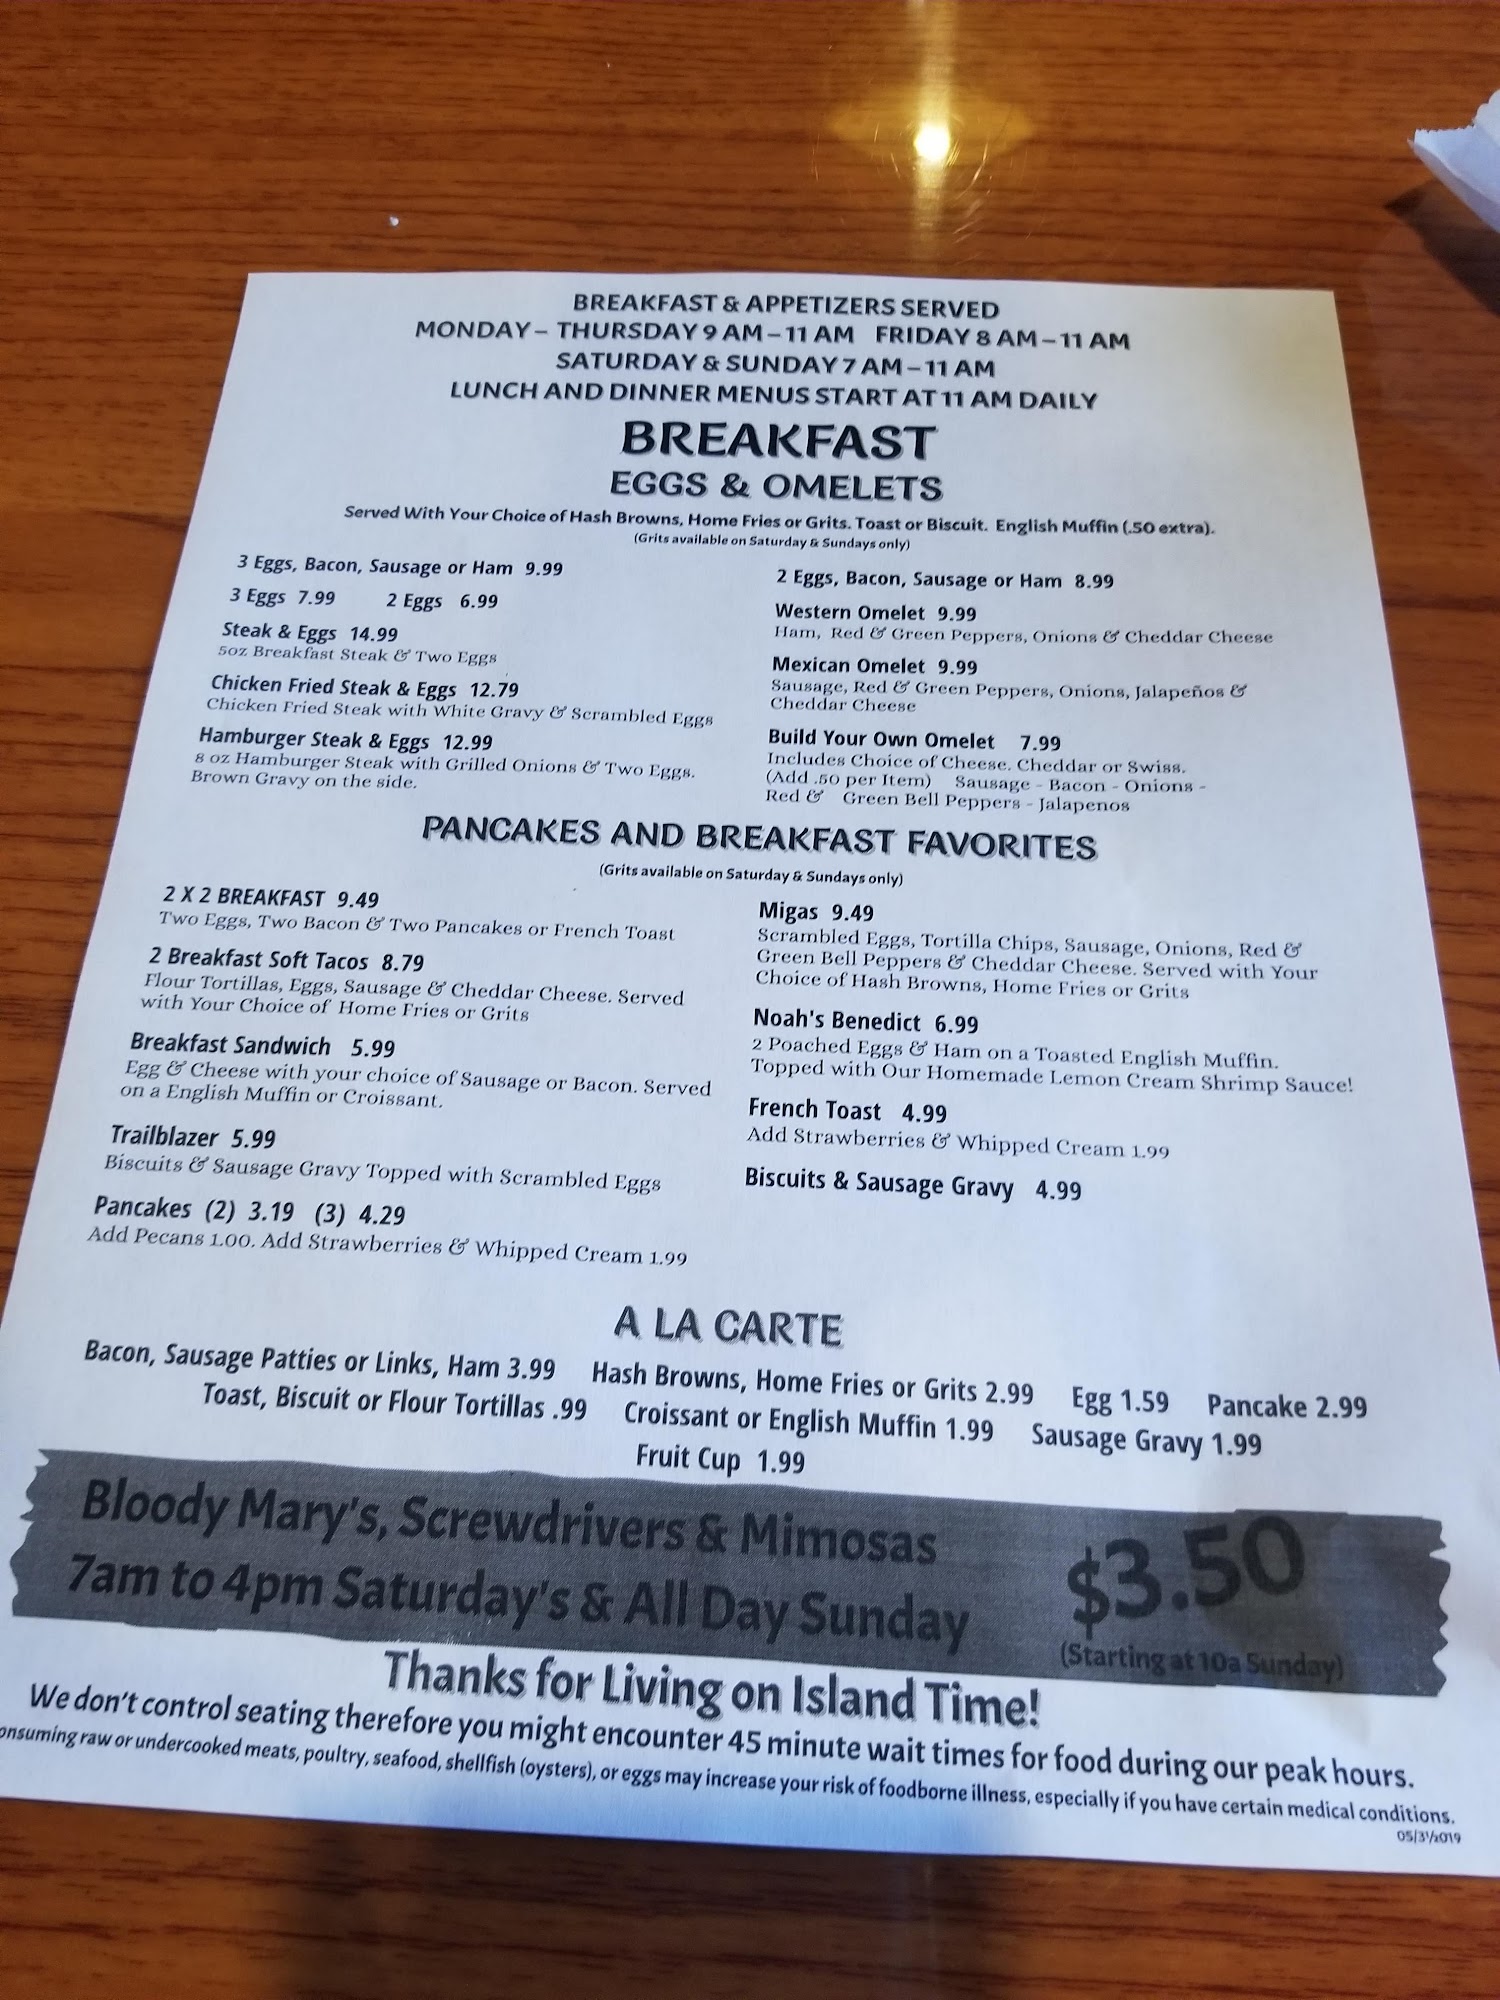 BREAKFAST & APPETIZERS SERVED
MONDAY – THURSDAY 9 AM – 11 AM FRIDAY 8 AM – 11 AM
SATURDAY & SUNDAY 7 AM – 11 AM
LUNCH AND DINNER MENUS START AT 11 AM DAILY
BREAKFAST
EGGS & OMELETS
Served With Your Choice of Hash Browns, Home Fries or Grits. Toast or Biscuit. English Muffin (.50 extra).
(Grits available on Saturday & Sundays only)
3 Eggs, Bacon, Sausage or Ham 9.99
3 Eggs 7.99 2 Eggs 6.99
Steak & Eggs 14.99
5oz Breakfast Steak & Two Eggs
Chicken Fried Steak & Eggs 12.79
Chicken Fried Steak with White Gravy & Scrambled Eggs
Hamburger Steak & Eggs 12.99
8 oz Hamburger Steak with Grilled Onions & Two Eggs.
Brown Gravy on the side.
2 Eggs, Bacon, Sausage or Ham 8.99
Western Omelet 9.99
Ham, Red & Green Peppers, Onions & Cheddar Cheese
Mexican Omelet 9.99
Sausage, Red & Green Peppers, Onions, Jalapeños &
Cheddar Cheese
Build Your Own Omelet 7.99
Includes Choice of Cheese. Cheddar or Swiss.
(Add .50 per Item) Sausage - Bacon - Onions -
Red & Green Bell Peppers - Jalapenos
PANCAKES AND BREAKFAST FAVORITES
(Grits available on Saturday & Sundays only)
2 X 2 BREAKFAST 9.49
Two Eggs, Two Bacon & Two Pancakes or French Toast
2 Breakfast Soft Tacos 8.79
Flour Tortillas, Eggs, Sausage & Cheddar Cheese. Served
with Your Choice of Home Fries or Grits
Breakfast Sandwich 5.99
Egg & Cheese with your choice of Sausage or Bacon. Served
on a English Muffin or Croissant.
Trailblazer 5.99
Biscuits & Sausage Gravy Topped with Scrambled Eggs
Pancakes (2) 3.19 (3) 4.29
Add Pecans 1.00. Add Strawberries & Whipped Cream 1.99
Migas 9.49
Scrambled Eggs, Tortilla Chips, Sausage, Onions, Red &
Green Bell Peppers & Cheddar Cheese. Served with Your
Choice of Hash Browns, Home Fries or Grits
Noah's Benedict 6.99
2 Poached Eggs & Ham on a Toasted English Muffin.
Topped with Our Homemade Lemon Cream Shrimp Sauce!
French Toast 4.99
Add Strawberries & Whipped Cream 1.99
Biscuits & Sausage Gravy 4.99
A LA CARTE
Bacon, Sausage Patties or Links, Ham 3.99 Hash Browns, Home Fries or Grits 2.99 Egg 1.59 Pancake 2.99
Toast, Biscuit or Flour Tortillas .99 Croissant or English Muffin 1.99 Sausage Gravy 1.99
Fruit Cup 1.99
Bloody Mary's, Screwdrivers & Mimosas
7am to 4pm Saturday's & All Day Sunday
$3.50
(Starting at 10a Sunday)
Thanks for Living on Island Time!
We don't control seating therefore you might encounter 45 minute wait times for food during our peak hours.
onsuming raw or undercooked meats, poultry, seafood, shellfish (oysters), or eggs may increase your risk of foodborne illness, especially if you have certain medical conditions.
05/31/2019